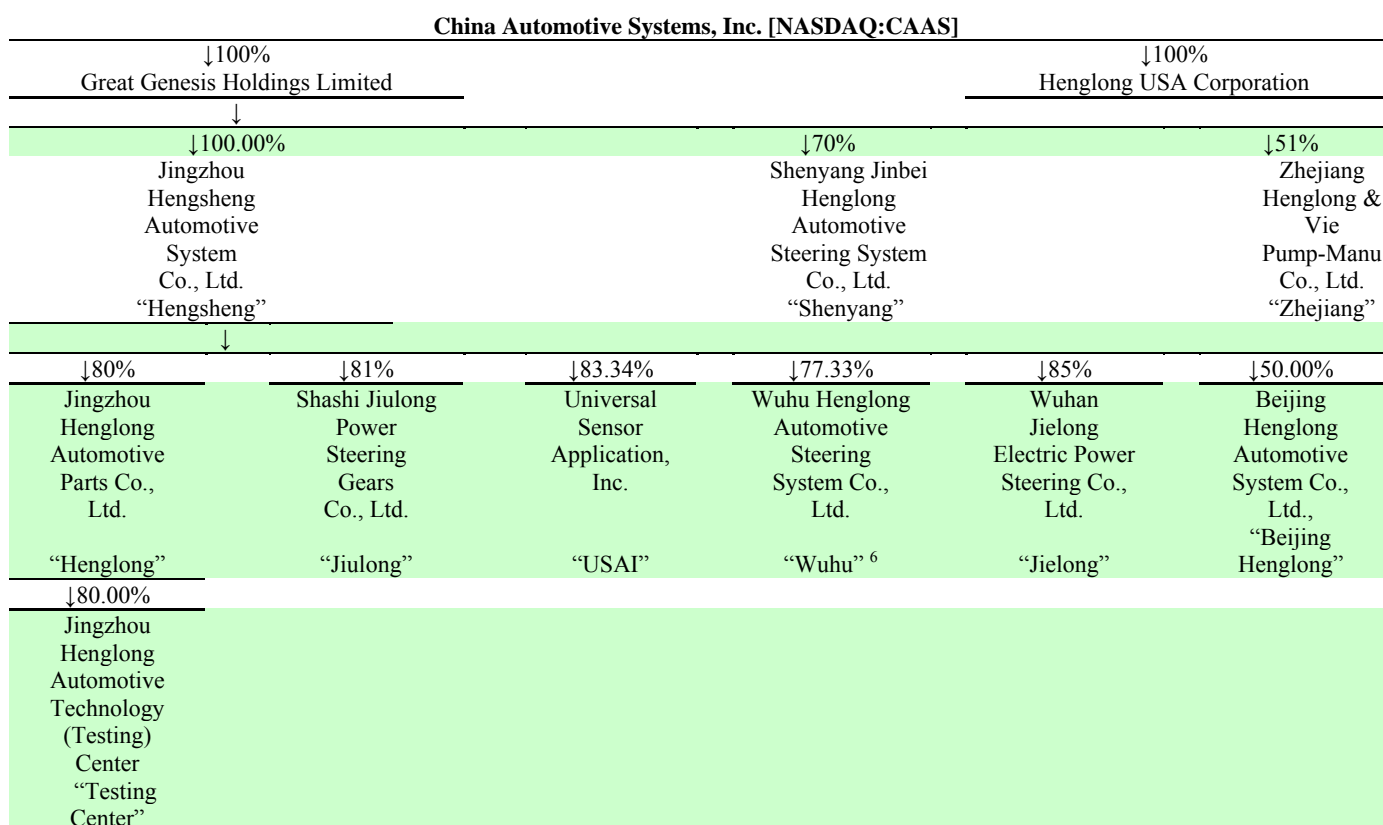 China Automotive Systems, Inc. [NASDAQ:CAAS]
↓100% ↓100%
Great Genesis Holdings Limited Henglong USA Corporation
↓
↓100.00% ↓70% ↓51%
Jingzhou Shenyang Jinbei Zhejiang
Hengsheng Henglong Henglong &
Automotive Automotive Vie
System Steering System Pump-Manu
Co., Ltd. Co., Ltd. Co., Ltd.
“Hengsheng” “Shenyang” “Zhejiang”
↓
↓80% ↓81% ↓83.34% ↓77.33% ↓85% ↓50.00%
Jingzhou Shashi Jiulong Universal Wuhu Henglong Wuhan Beijing
Henglong Power Sensor Automotive Jielong Henglong
Automotive Steering Application, Steering Electric Power Automotive
Parts Co., Gears Inc. System Co., Steering Co., System Co.,
Ltd. Co., Ltd. Ltd. Ltd. Ltd.,
“Beijing
“Henglong” “Jiulong” “USAI” “Wuhu” 6 “Jielong” Henglong”
↓80.00%
Jingzhou
Henglong
Automotive
Technology
(Testing)
Center
“Testing
Center”